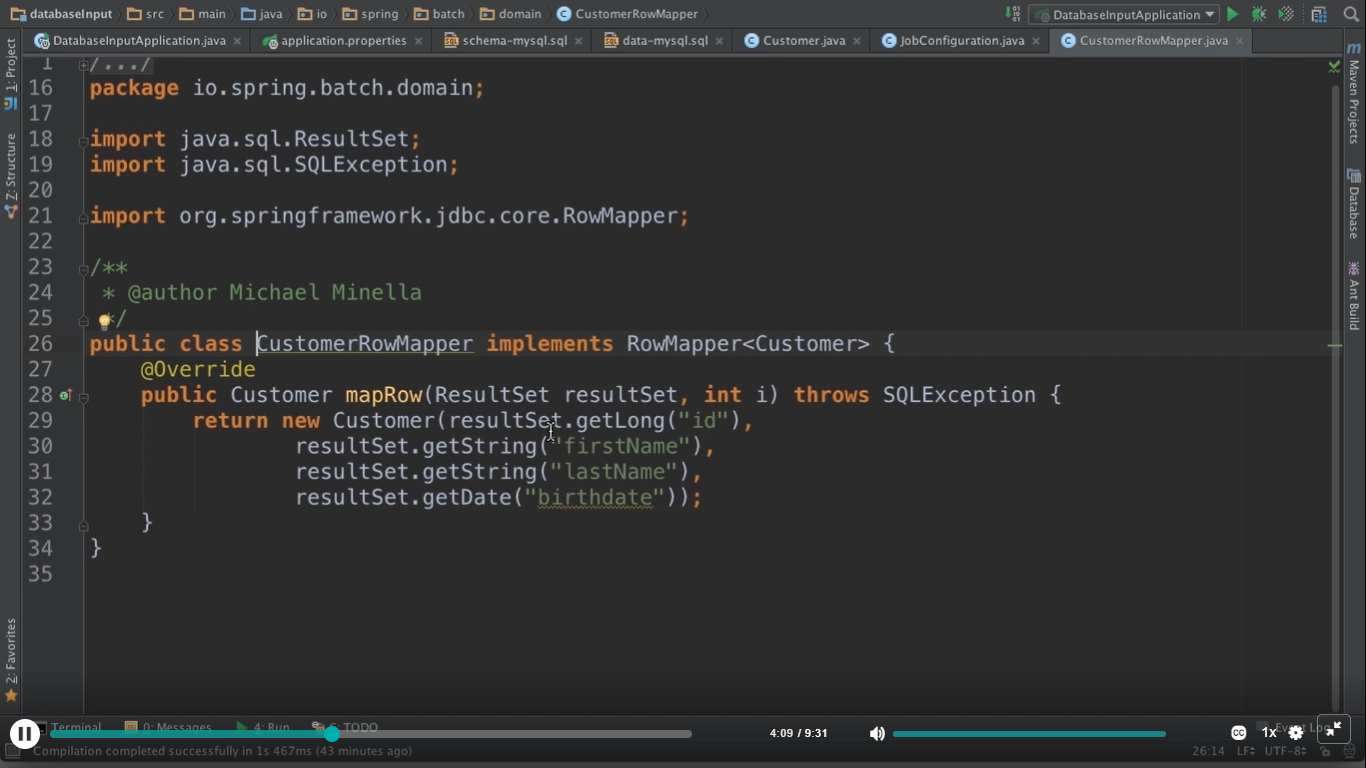 databaseInput src main java io spring batch domain CustomerRowMapper DatabaseInputApplication
DatabaseInputApplication.java application.properties schema-mysql.sql data-mysql.sql Customer.java JobConfiguration.java CustomerRowMapper.java
1: Project
Z: Structure
2: Favorites
1 /.../
16 package io.spring.batch.domain;
17
18 import java.sql.ResultSet;
19 import java.sql.SQLException;
20
21 import org.springframework.jdbc.core.RowMapper;
22
23 /**
24 * @author Michael Minella
25 */
26 public class CustomerRowMapper implements RowMapper<Customer> {
27 @Override
28 public Customer mapRow(ResultSet resultSet, int i) throws SQLException {
29 return new Customer(resultSet.getLong("id"),
30 resultSet.getString("firstName"),
31 resultSet.getString("lastName"),
32 resultSet.getDate("birthdate"));
33 }
34 }
35
Maven Projects
Database
Ant Build
Terminal 0: Messages 4: Run 6: TODO Event Log
4:09 / 9:31 CC 1x
Compilation completed successfully in 1s 467ms (43 minutes ago) 26:14 LF÷ UTF-8÷